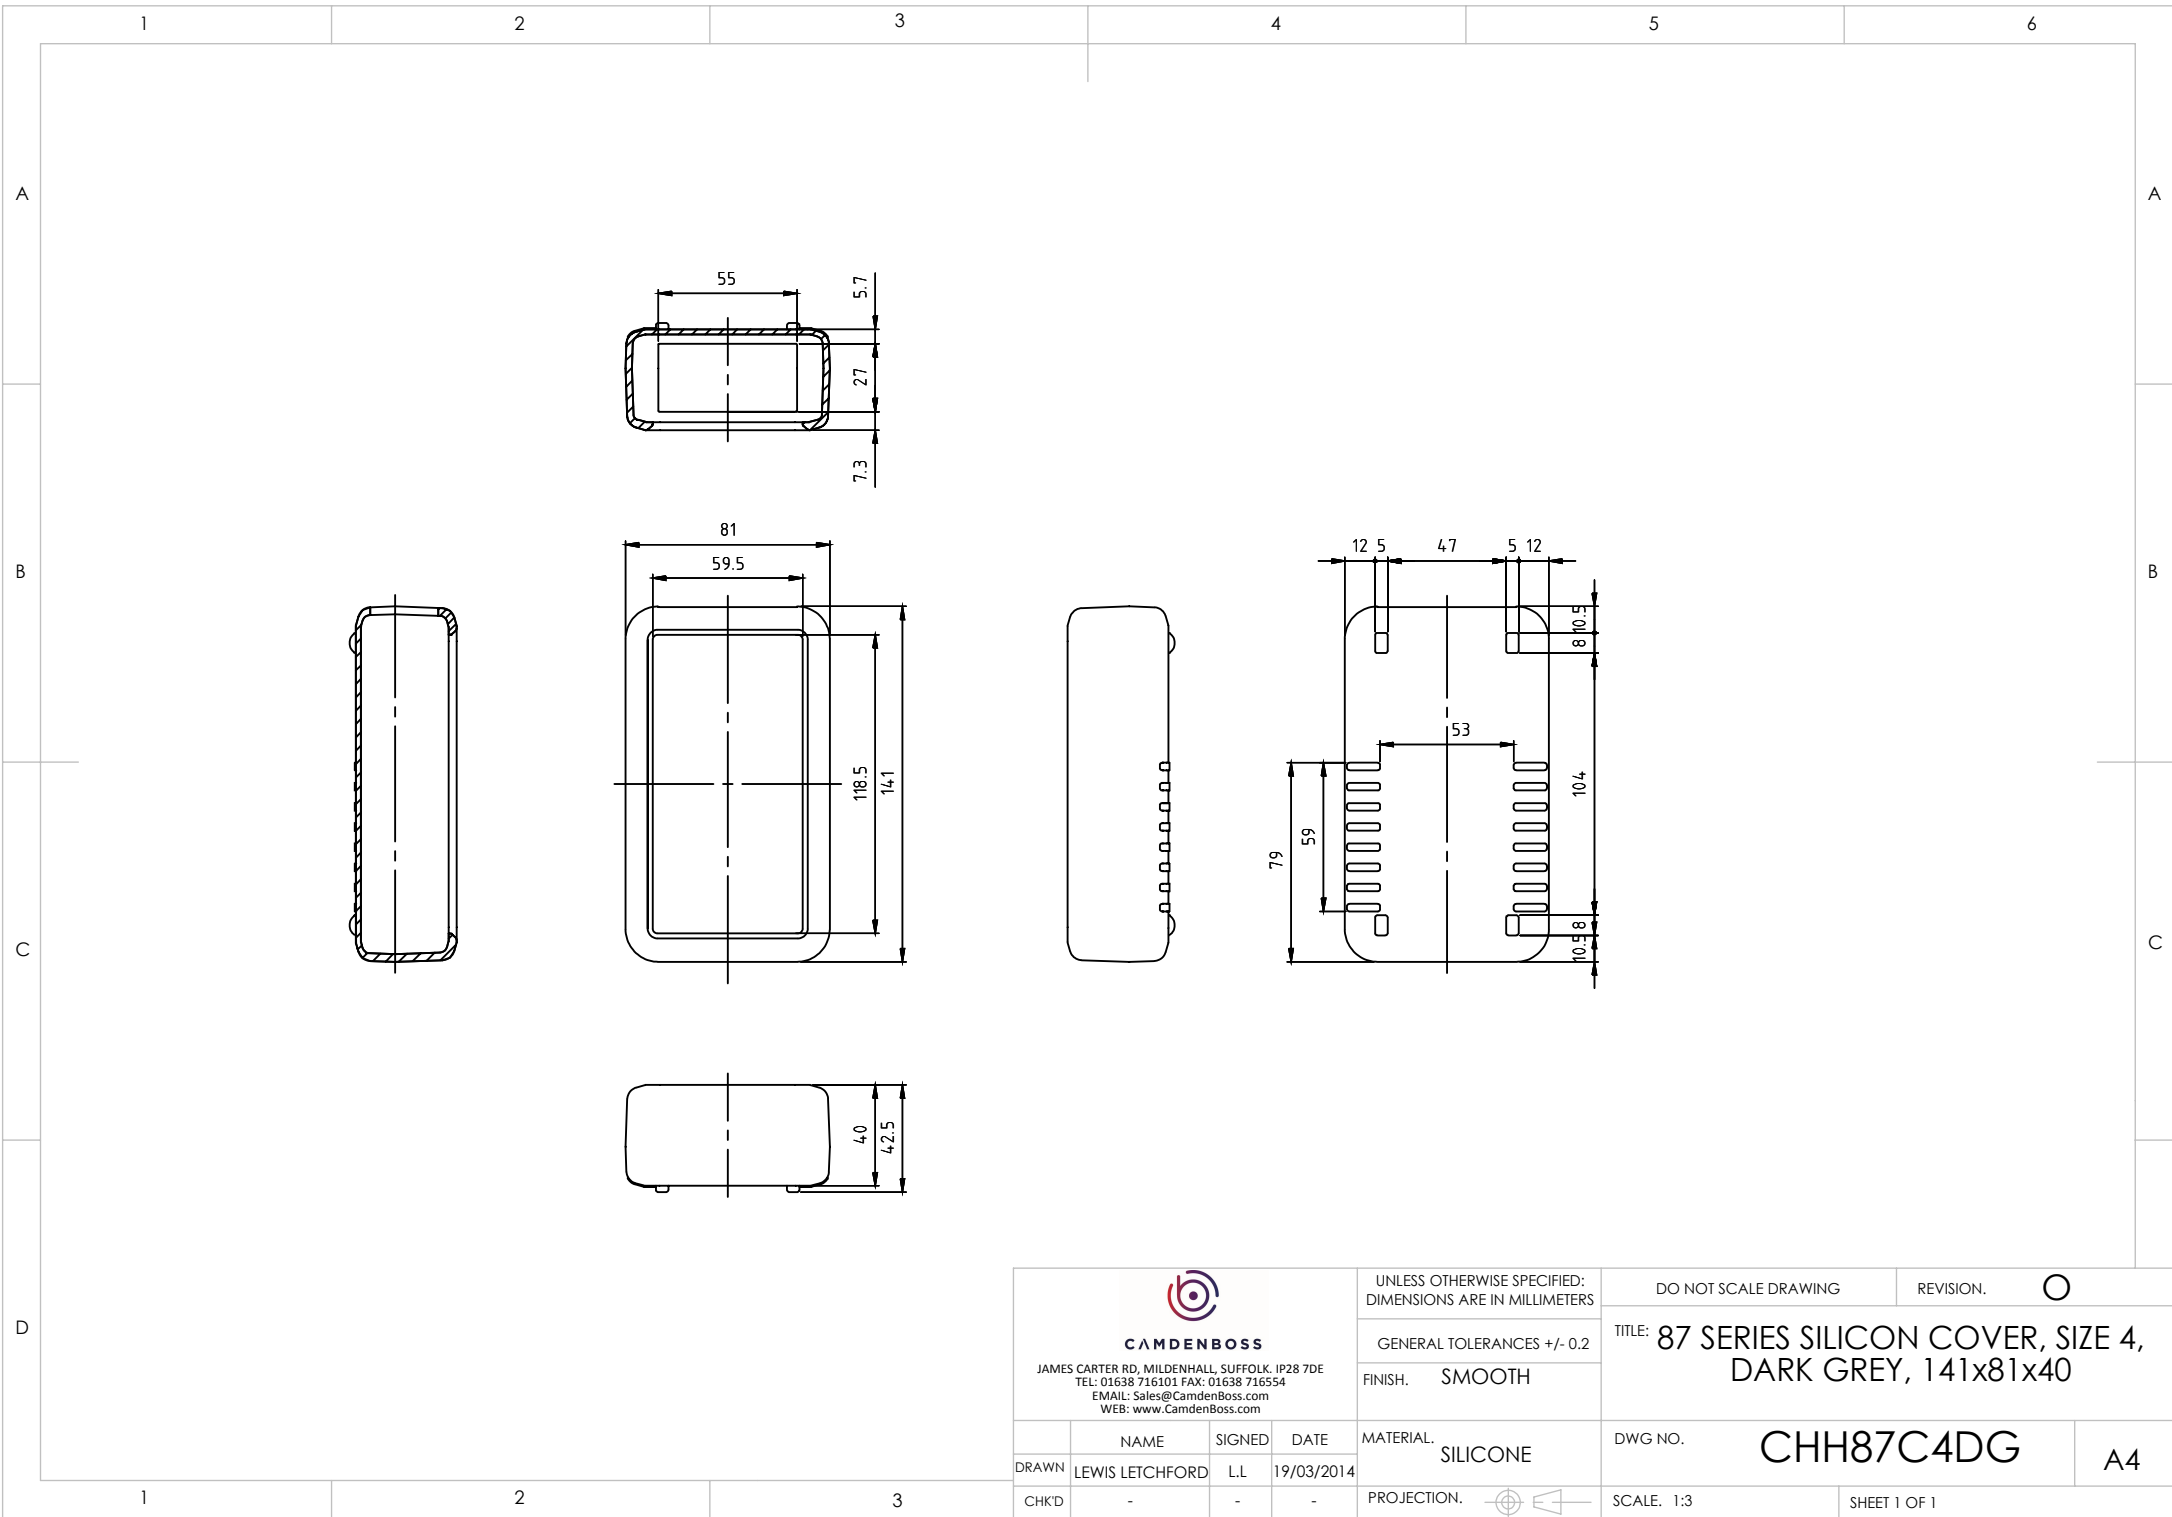 1 2 3 4 5 6
A A
55
5.7
27
7.3
81
59.5
B B
12 5 47 5 12
10.5
8
53
118.5
141
79
59
104
8
10.5
C C
40
42.5
D
CAMDENBOSS
JAMES CARTER RD, MILDENHALL, SUFFOLK. IP28 7DE
TEL: 01638 716101 FAX: 01638 716554
EMAIL: Sales@CamdenBoss.com
WEB: www.CamdenBoss.com
UNLESS OTHERWISE SPECIFIED:
DIMENSIONS ARE IN MILLIMETERS
GENERAL TOLERANCES +/- 0.2
FINISH. SMOOTH
DO NOT SCALE DRAWING
REVISION. O
TITLE: 87 SERIES SILICON COVER, SIZE 4,
DARK GREY, 141x81x40
NAME SIGNED DATE
DRAWN LEWIS LETCHFORD L.L 19/03/2014
CHK'D - - -
MATERIAL. SILICONE
PROJECTION.
DWG NO. CHH87C4DG
A4
SCALE. 1:3
SHEET 1 OF 1
1 2 3